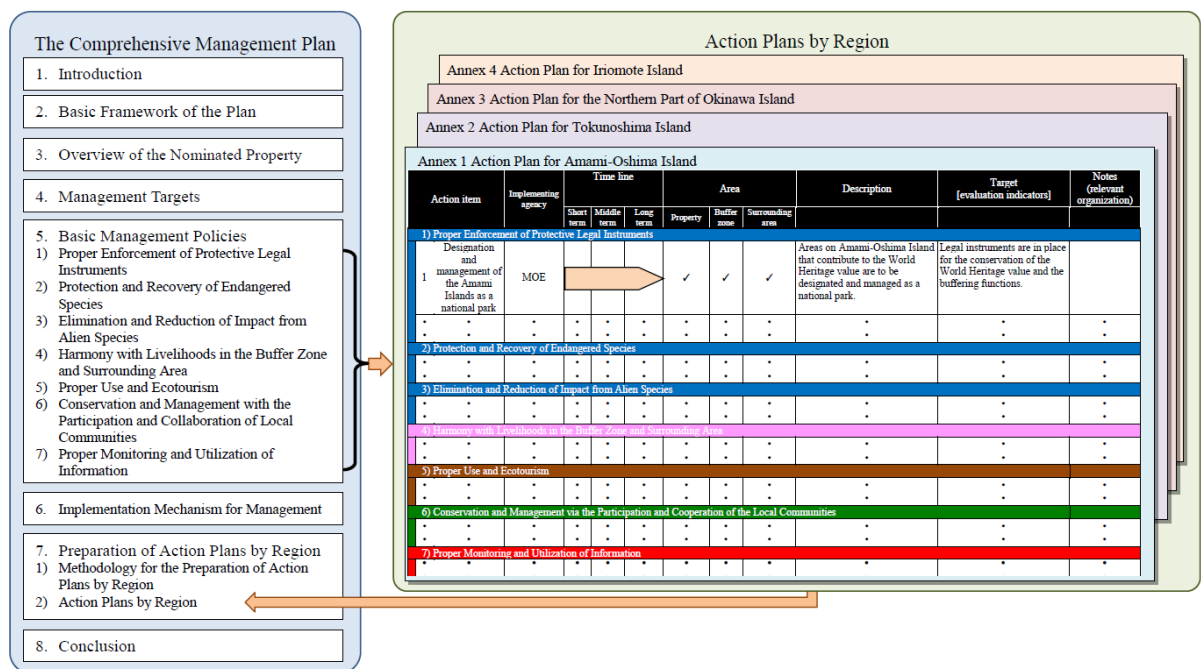 The Comprehensive Management Plan
1. Introduction
2. Basic Framework of the Plan
3. Overview of the Nominated Property
4. Management Targets
5. Basic Management Policies
1) Proper Enforcement of Protective Legal
Instruments
2) Protection and Recovery of Endangered
Species
3) Elimination and Reduction of Impact from
Alien Species
4) Harmony with Livelihoods in the Buffer Zone
and Surrounding Area
5) Proper Use and Ecotourism
6) Conservation and Management with the
Participation and Collaboration of Local
Communities
7) Proper Monitoring and Utilization of
Information
6. Implementation Mechanism for Management
7. Preparation of Action Plans by Region
1) Methodology for the Preparation of Action
Plans by Region
2) Action Plans by Region
8. Conclusion
Action Plans by Region
Annex 4 Action Plan for Iriomote Island
Annex 3 Action Plan for the Northern Part of Okinawa Island
Annex 2 Action Plan for Tokunoshima Island
Annex 1 Action Plan for Amami-Oshima Island
Action item
Implementing
agency
Time line
Short
term
Middle
term
Long
term
Area
Property
Buffer
zone
Surrounding
area
Description
Target
[evaluation indicators]
Notes
(relevant
organization)
1) Proper Enforcement of Protective Legal Instruments
1
Designation
and
management of
the Amami
Islands as a
national park
MOE
✓ ✓ ✓
Areas on Amami-Oshima Island
that contribute to the World
Heritage value are to be
designated and managed as a
national park.
Legal instruments are in place
for the conservation of the
World Heritage value and the
buffering functions.
2) Protection and Recovery of Endangered Species
3) Elimination and Reduction of Impact from Alien Species
4) Harmony with Livelihoods in the Buffer Zone and Surrounding Area
5) Proper Use and Ecotourism
6) Conservation and Management via the Participation and Cooperation of the Local Communities
7) Proper Monitoring and Utilization of Information